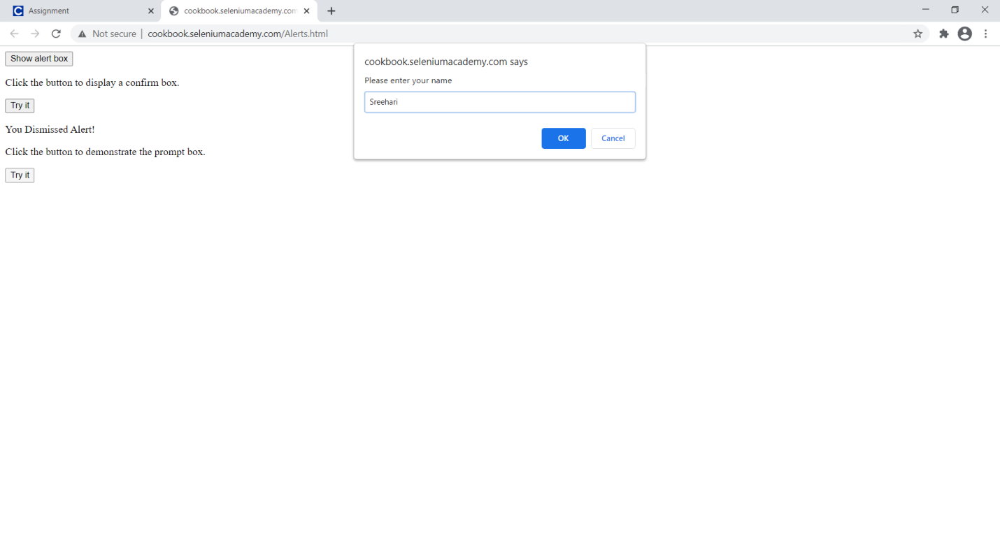 Assignment
cookbook.seleniumacademy.com
Not secure | cookbook.seleniumacademy.com/Alerts.html
Show alert box
Click the button to display a confirm box.
Try it
You Dismissed Alert!
Click the button to demonstrate the prompt box.
Try it
cookbook.seleniumacademy.com says
Please enter your name
Sreehari
OK Cancel